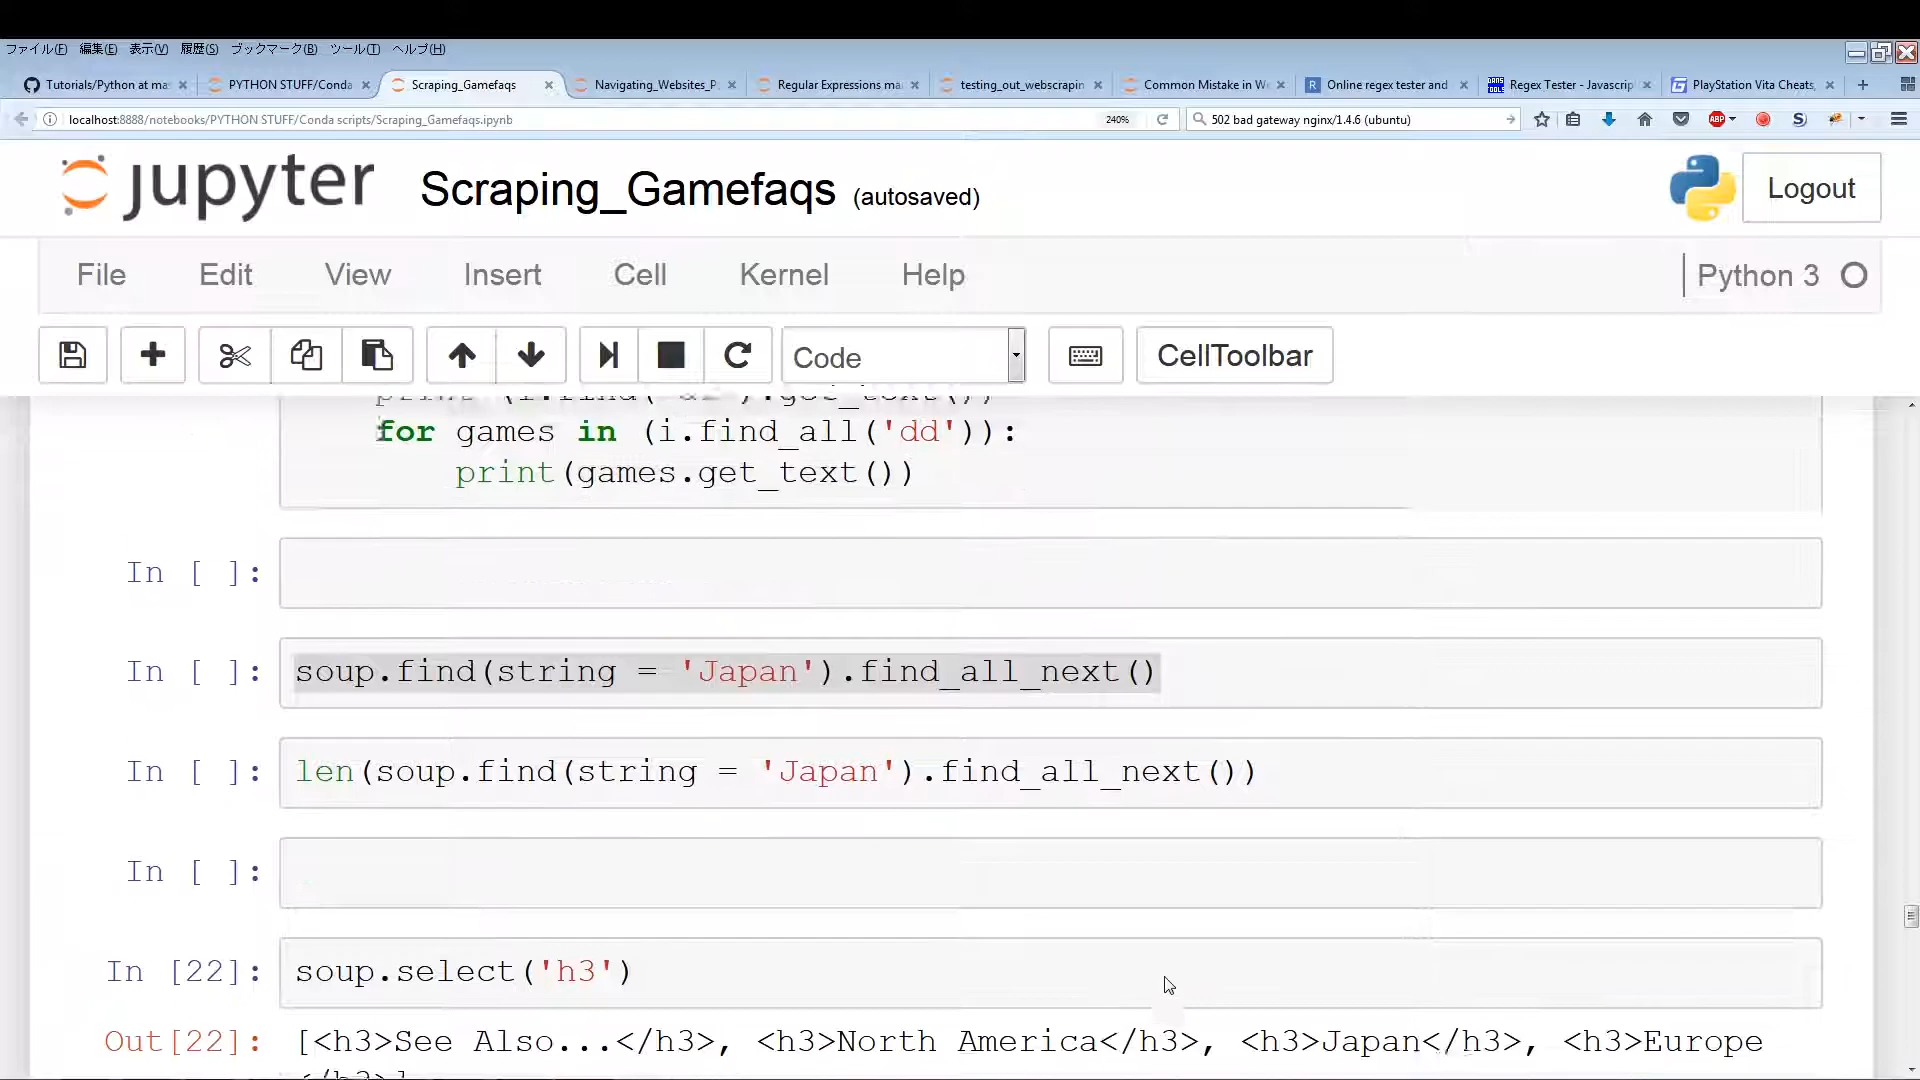 ファイル(F) 編集(E) 表示(V) 履歴(S) ブックマーク(B) ツール(T) ヘルプ(H)
Tutorials/Python at ma PYTHON STUFF/Conda Scraping_Gamefaqs Navigating_Websites_P Regular Expressions ma testing_out_webscrapin Common Mistake in W Online regex tester and Regex Tester - Javascrip PlayStation Vita Cheats,
localhost:8888/notebooks/PYTHON STUFF/Conda scripts/Scraping_Gamefaqs.ipynb 240% 502 bad gateway nginx/1.4.6 (ubuntu)
jupyter Scraping_Gamefaqs (autosaved) Logout
File Edit View Insert Cell Kernel Help Python 3
Code CellToolbar
for games in (i.find_all('dd')):
print(games.get_text())
In [ ]:
In [ ]: soup.find(string = 'Japan').find_all_next()
In [ ]: len(soup.find(string = 'Japan').find_all_next())
In [ ]:
In [22]: soup.select('h3')
Out[22]: [<h3>See Also...</h3>, <h3>North America</h3>, <h3>Japan</h3>, <h3>Europe